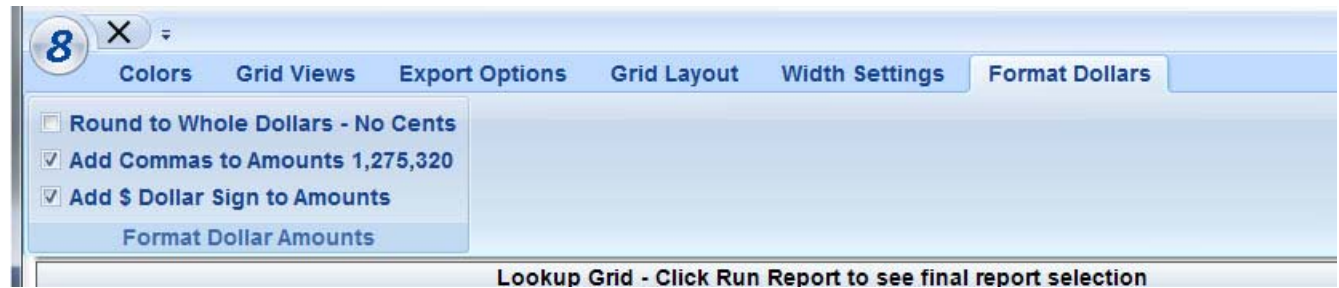 8
Colors Grid Views Export Options Grid Layout Width Settings Format Dollars
Round to Whole Dollars - No Cents
Add Commas to Amounts 1,275,320
Add $ Dollar Sign to Amounts
Format Dollar Amounts
Lookup Grid - Click Run Report to see final report selection